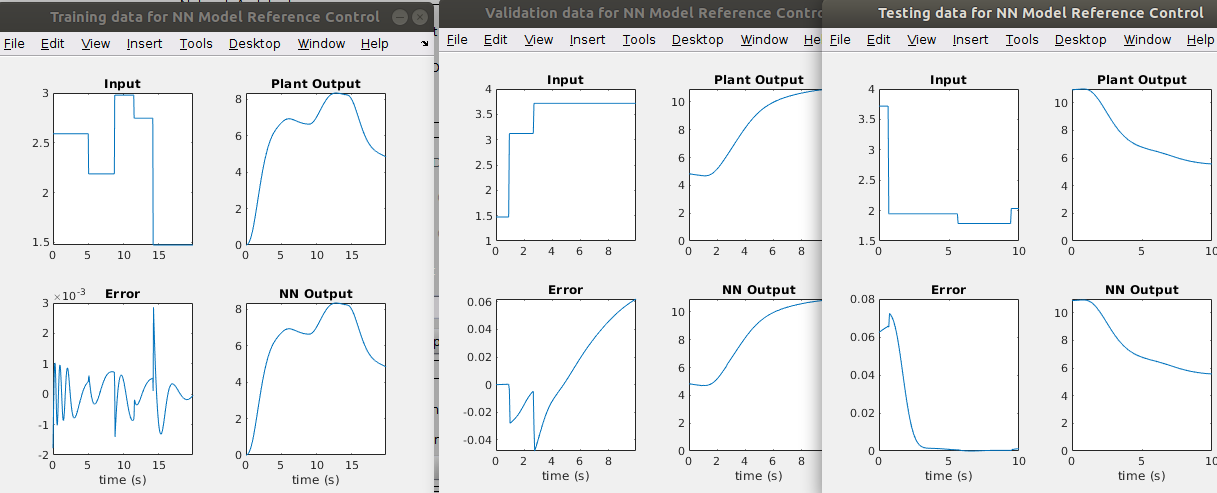 Training data for NN Model Reference Control
File Edit View Insert Tools Desktop Window Help
Input
3
2.5
2
1.5
0 5 10 15
Plant Output
8
6
4
2
0
0 5 10 15
Error
×10⁻³
3
2
1
0
-1
-2
0 5 10 15
time (s)
NN Output
8
6
4
2
0
0 5 10 15
time (s)
Validation data for NN Model Reference Contro
File Edit View Insert Tools Desktop Window He
Input
4
3.5
3
2.5
2
1.5
1
0 2 4 6 8
Plant Output
10
8
6
4
2
0
0 2 4 6 8
Error
0.06
0.04
0.02
0
-0.02
-0.04
0 2 4 6 8
time (s)
NN Output
10
8
6
4
2
0
0 2 4 6 8
time (s)
Testing data for NN Model Reference Control
File Edit View Insert Tools Desktop Window Help
Input
4
3.5
3
2.5
2
1.5
0 5 10
Plant Output
10
8
6
4
2
0
0 5 10
Error
0.08
0.06
0.04
0.02
0
0 5 10
time (s)
NN Output
10
8
6
4
2
0
0 5 10
time (s)